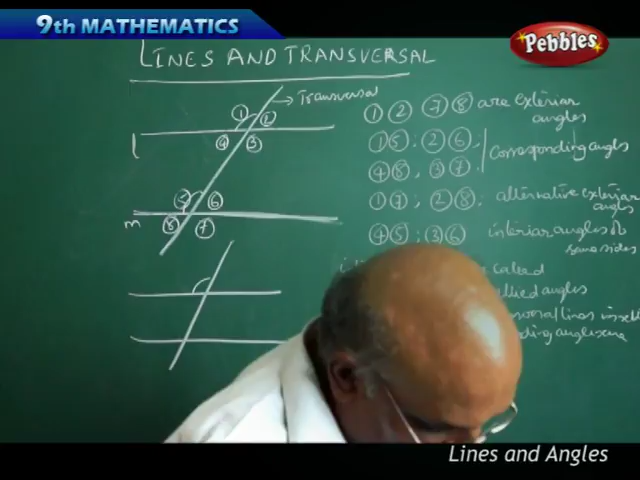 9th MATHEMATICS
Pebbles
LINES AND TRANSVERSAL
Transversal
1 2
l
4 3
5 6
m
8 7
1 2 7 8 are exterior
angles
1 5 : 2 6
4 8 , 3 7
Corresponding angles
1 7 , 2 8 . alternative exterior
angles
4 5 : 3 6 interior angles
same sides
called
allied angles
Lines and Angles